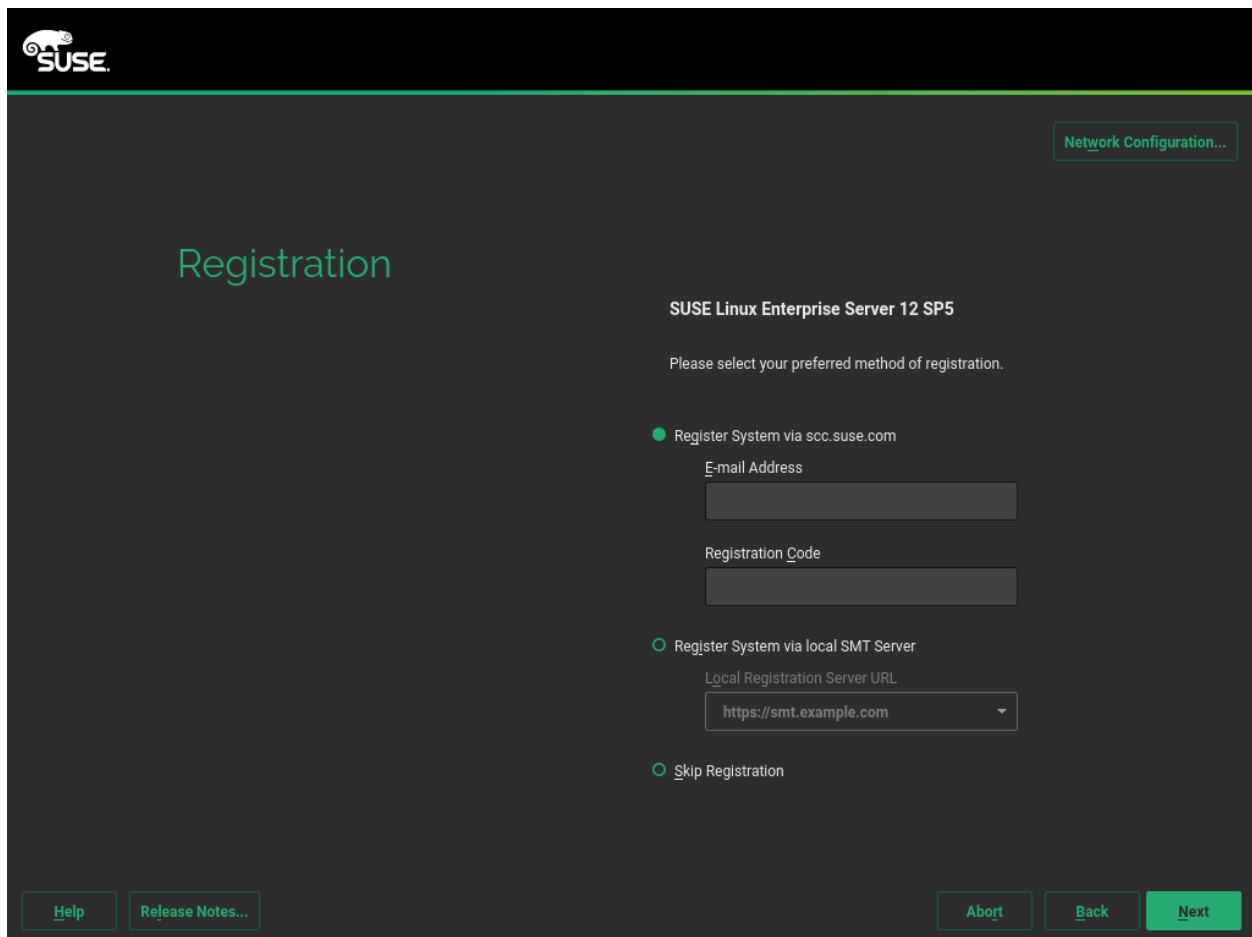 SUSE.
Network Configuration...
Registration
SUSE Linux Enterprise Server 12 SP5
Please select your preferred method of registration.
Register System via scc.suse.com
E-mail Address
Registration Code
Register System via local SMT Server
Local Registration Server URL
https://smt.example.com
Skip Registration
Help
Release Notes...
Abort
Back
Next